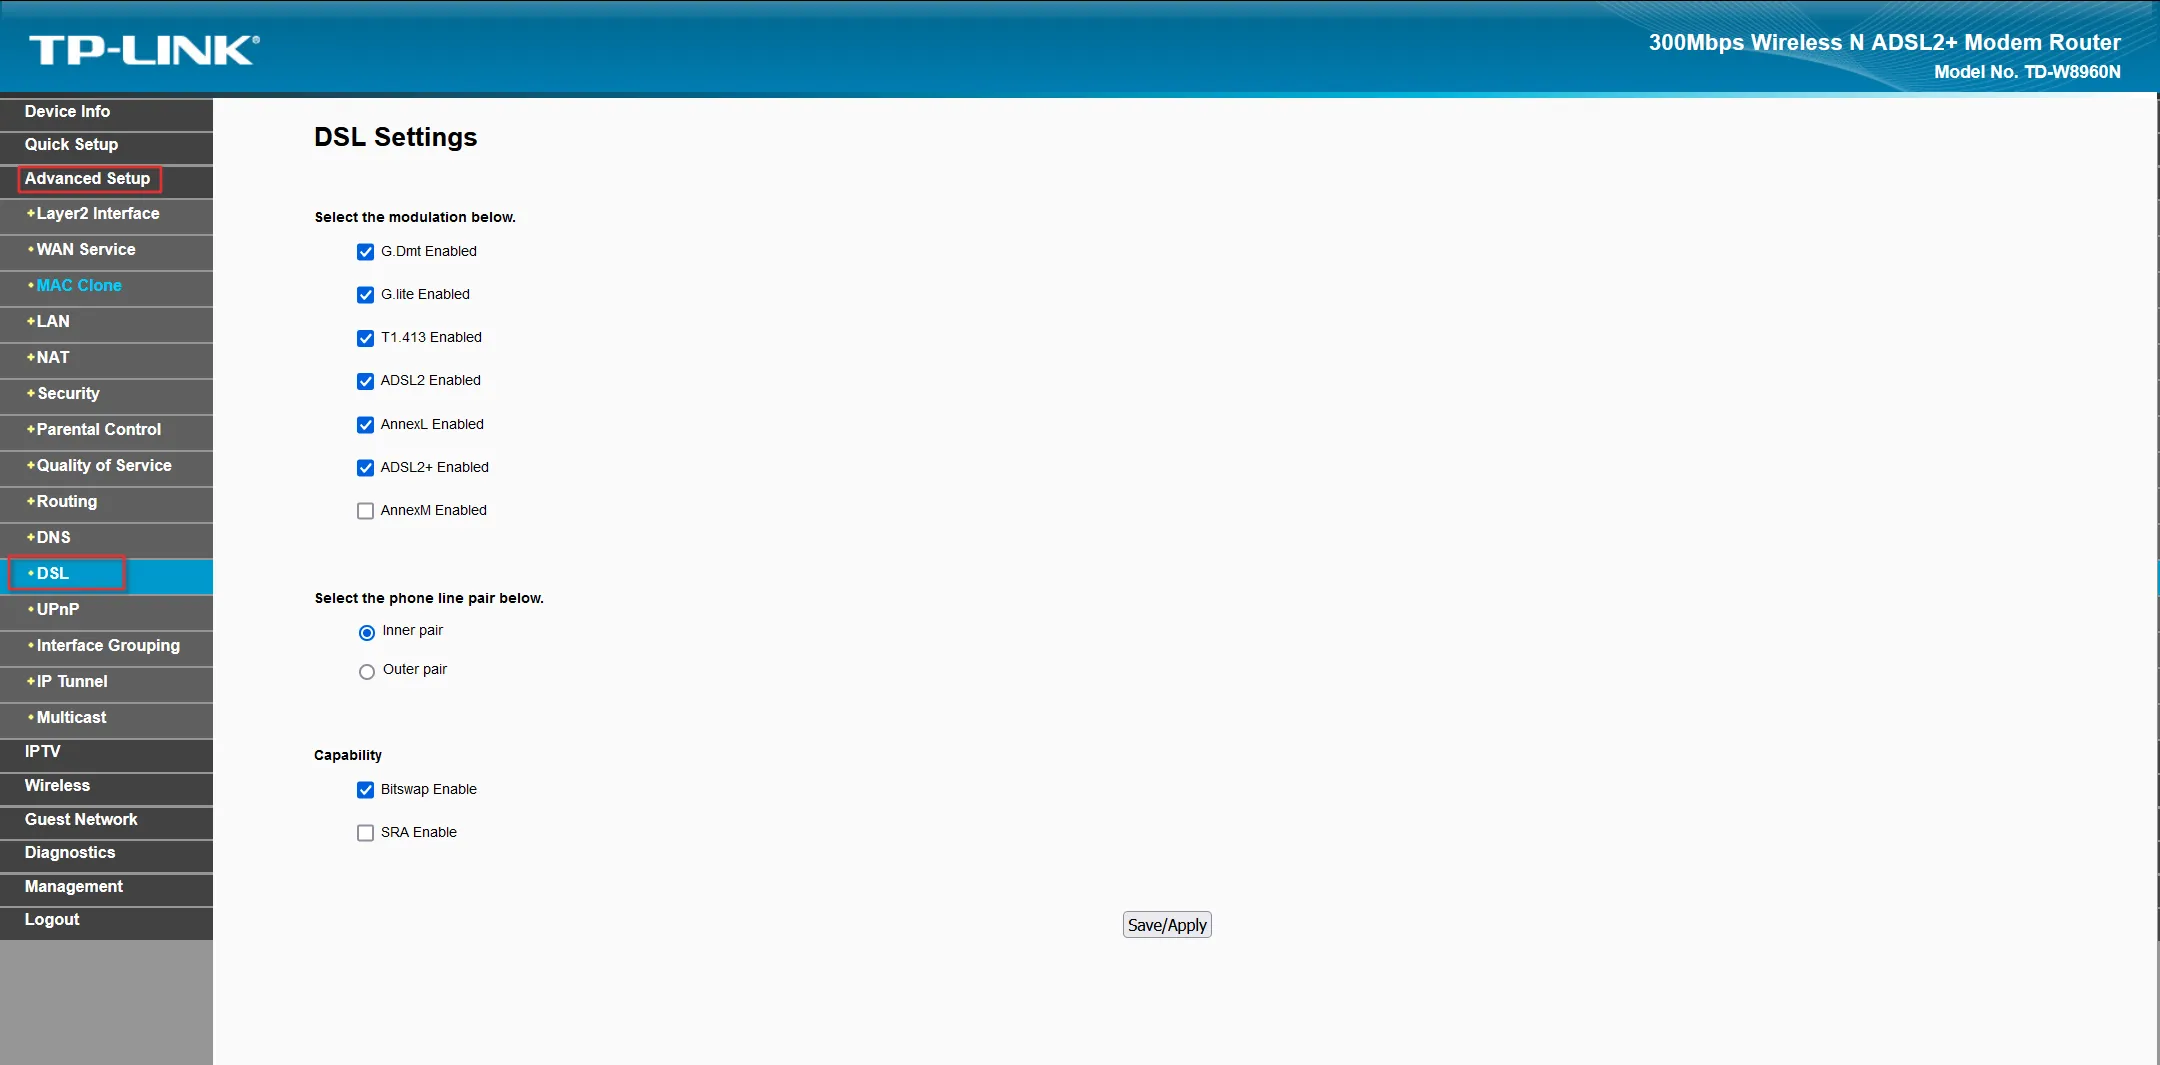 TP-LINK®
300Mbps Wireless N ADSL2+ Modem Router
Model No. TD-W8960N
Device Info
Quick Setup
Advanced Setup
+Layer2 Interface
•WAN Service
•MAC Clone
+LAN
+NAT
+Security
+Parental Control
+Quality of Service
+Routing
+DNS
•DSL
•UPnP
•Interface Grouping
+IP Tunnel
•Multicast
IPTV
Wireless
Guest Network
Diagnostics
Management
Logout
DSL Settings
Select the modulation below.
G.Dmt Enabled
G.lite Enabled
T1.413 Enabled
ADSL2 Enabled
AnnexL Enabled
ADSL2+ Enabled
AnnexM Enabled
Select the phone line pair below.
Inner pair
Outer pair
Capability
Bitswap Enable
SRA Enable
Save/Apply